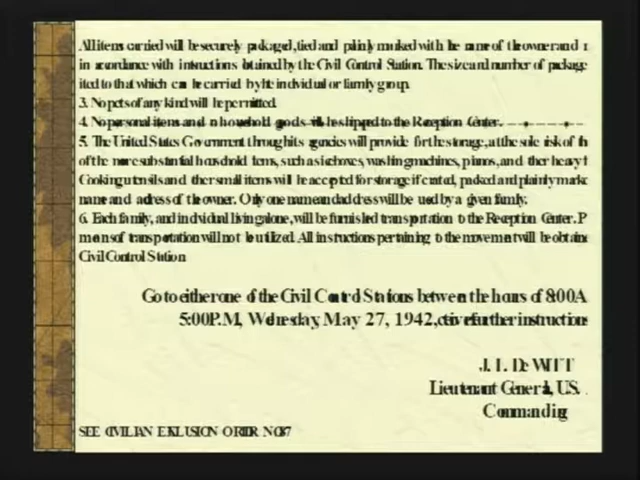 All items carried will be securely packaged, tied and plainly marked with the name of the owner and
in accordance with instructions obtained by the Civil Control Station. The size and number of package
ited to that which can be carried by the individual or family group.
3. No pets of any kind will be permitted.
4. No personal items and no household goods will be shipped to the Reception Center.
5. The United States Government through its agencies will provide for the storage, at the sole risk of th
of the more substantial household items, such as iceboxes, washing machines, pianos, and other heavy
Cooking utensils and other small items will be accepted for storage if crated, packed and plainly marke
name and address of the owner. Only one name and address will be used by a given family.
6. Each family, and individual living alone, will be furnished transportation to the Reception Center. P
means of transportation will not be utilized. All instructions pertaining to the movement will be obtaine
Civil Control Station
Go to either one of the Civil Control Stations between the hours of 8:00 A
5:00 P.M., Wednesday, May 27, 1942, further instructions
J. L. De WITT
Lieutenant General, U.S.
Commanding
SEE CIVILIAN EXLUSION ORDER NO.